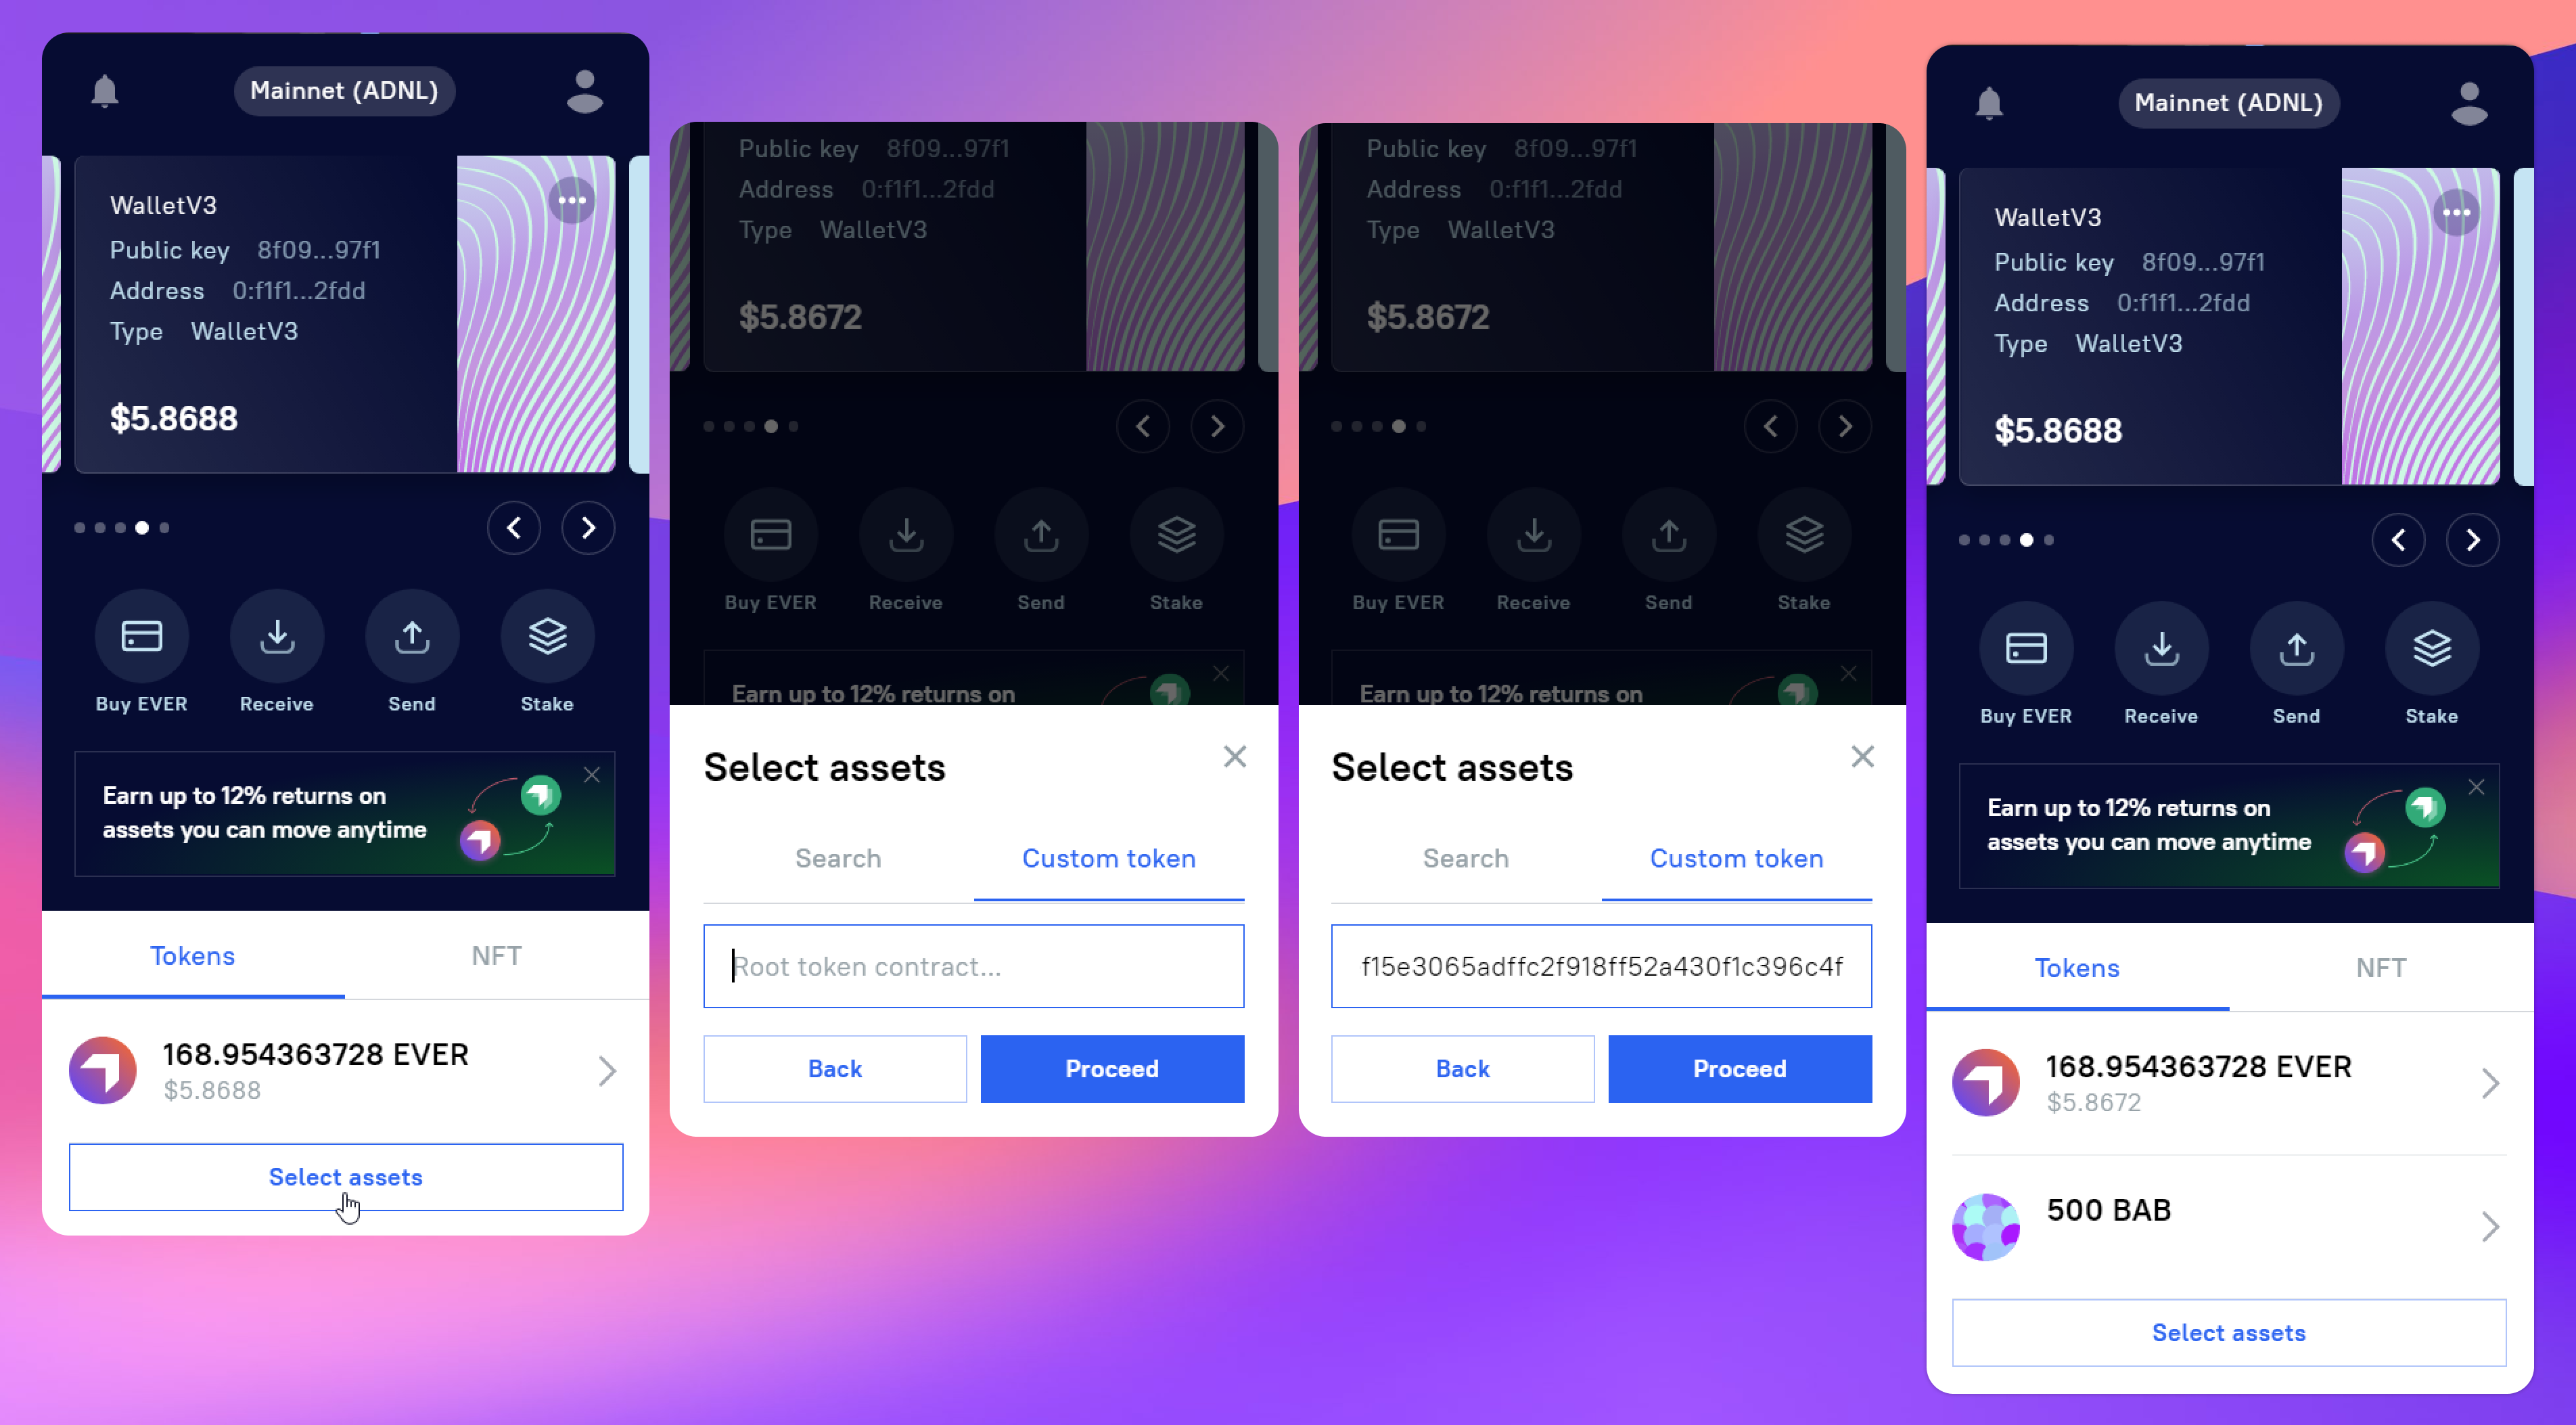 Mainnet (ADNL)
WalletV3
Public key 8f09...97f1
Address 0:f1f1...2fdd
Type WalletV3
$5.8688
Buy EVER
Receive
Send
Stake
Earn up to 12% returns on
assets you can move anytime
Tokens
NFT
168.954363728 EVER
$5.8688
Select assets
Public key 8f09...97f1
Address 0:f1f1...2fdd
Type WalletV3
$5.8672
Buy EVER
Receive
Send
Stake
Earn up to 12% returns on
Select assets
Search
Custom token
Root token contract...
Back
Proceed
Public key 8f09...97f1
Address 0:f1f1...2fdd
Type WalletV3
$5.8672
Buy EVER
Receive
Send
Stake
Earn up to 12% returns on
Select assets
Search
Custom token
f15e3065adffc2f918ff52a430f1c396c4f
Back
Proceed
Mainnet (ADNL)
WalletV3
Public key 8f09...97f1
Address 0:f1f1...2fdd
Type WalletV3
$5.8688
Buy EVER
Receive
Send
Stake
Earn up to 12% returns on
assets you can move anytime
Tokens
NFT
168.954363728 EVER
$5.8672
500 BAB
Select assets